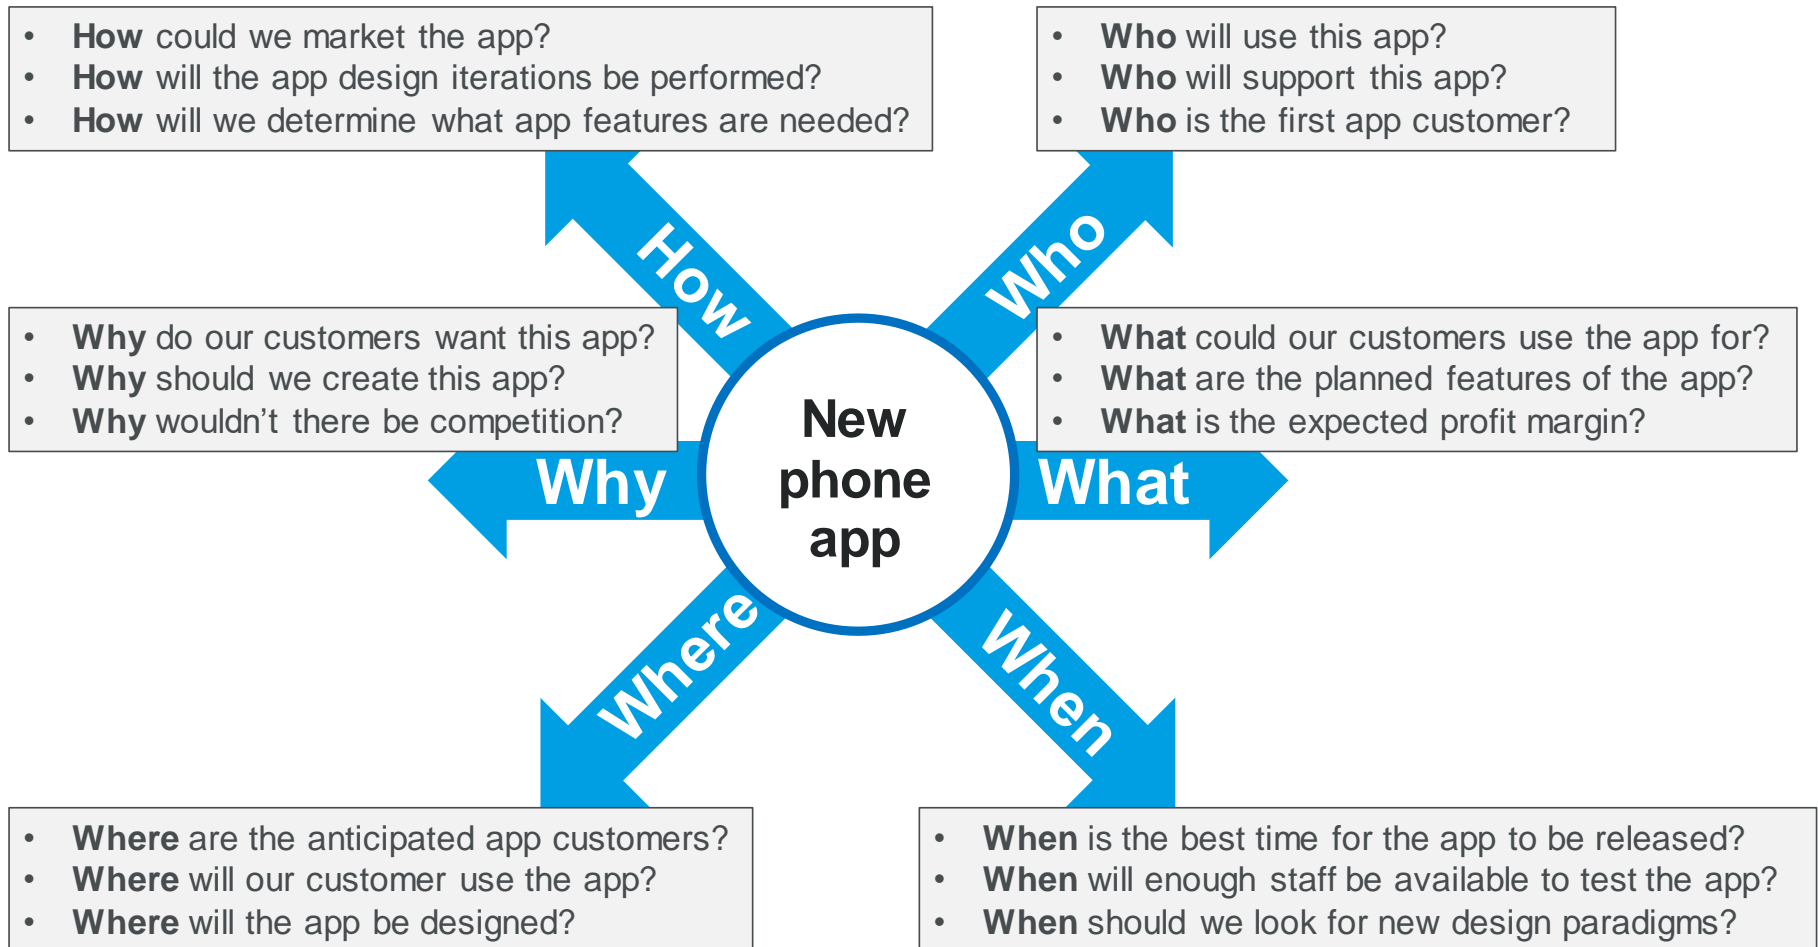 • How could we market the app?
• How will the app design iterations be performed?
• How will we determine what app features are needed?
• Who will use this app?
• Who will support this app?
• Who is the first app customer?
How
Who
• Why do our customers want this app?
• Why should we create this app?
• Why wouldn’t there be competition?
• What could our customers use the app for?
• What are the planned features of the app?
• What is the expected profit margin?
New
phone
app
Why
What
Where
When
• Where are the anticipated app customers?
• Where will our customer use the app?
• Where will the app be designed?
• When is the best time for the app to be released?
• When will enough staff be available to test the app?
• When should we look for new design paradigms?